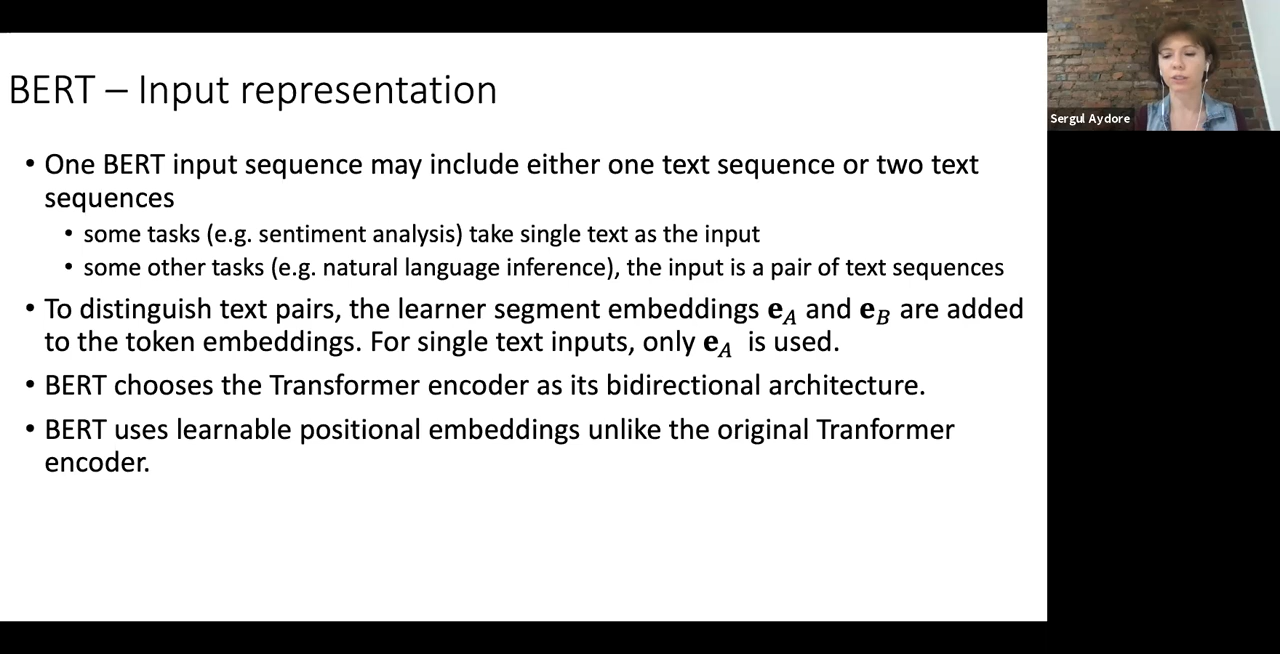 BERT – Input representation
Sergul Aydore
• One BERT input sequence may include either one text sequence or two text
sequences
• some tasks (e.g. sentiment analysis) take single text as the input
• some other tasks (e.g. natural language inference), the input is a pair of text sequences
• To distinguish text pairs, the learner segment embeddings e_A and e_B are added
to the token embeddings. For single text inputs, only e_A is used.
• BERT chooses the Transformer encoder as its bidirectional architecture.
• BERT uses learnable positional embeddings unlike the original Tranformer
encoder.